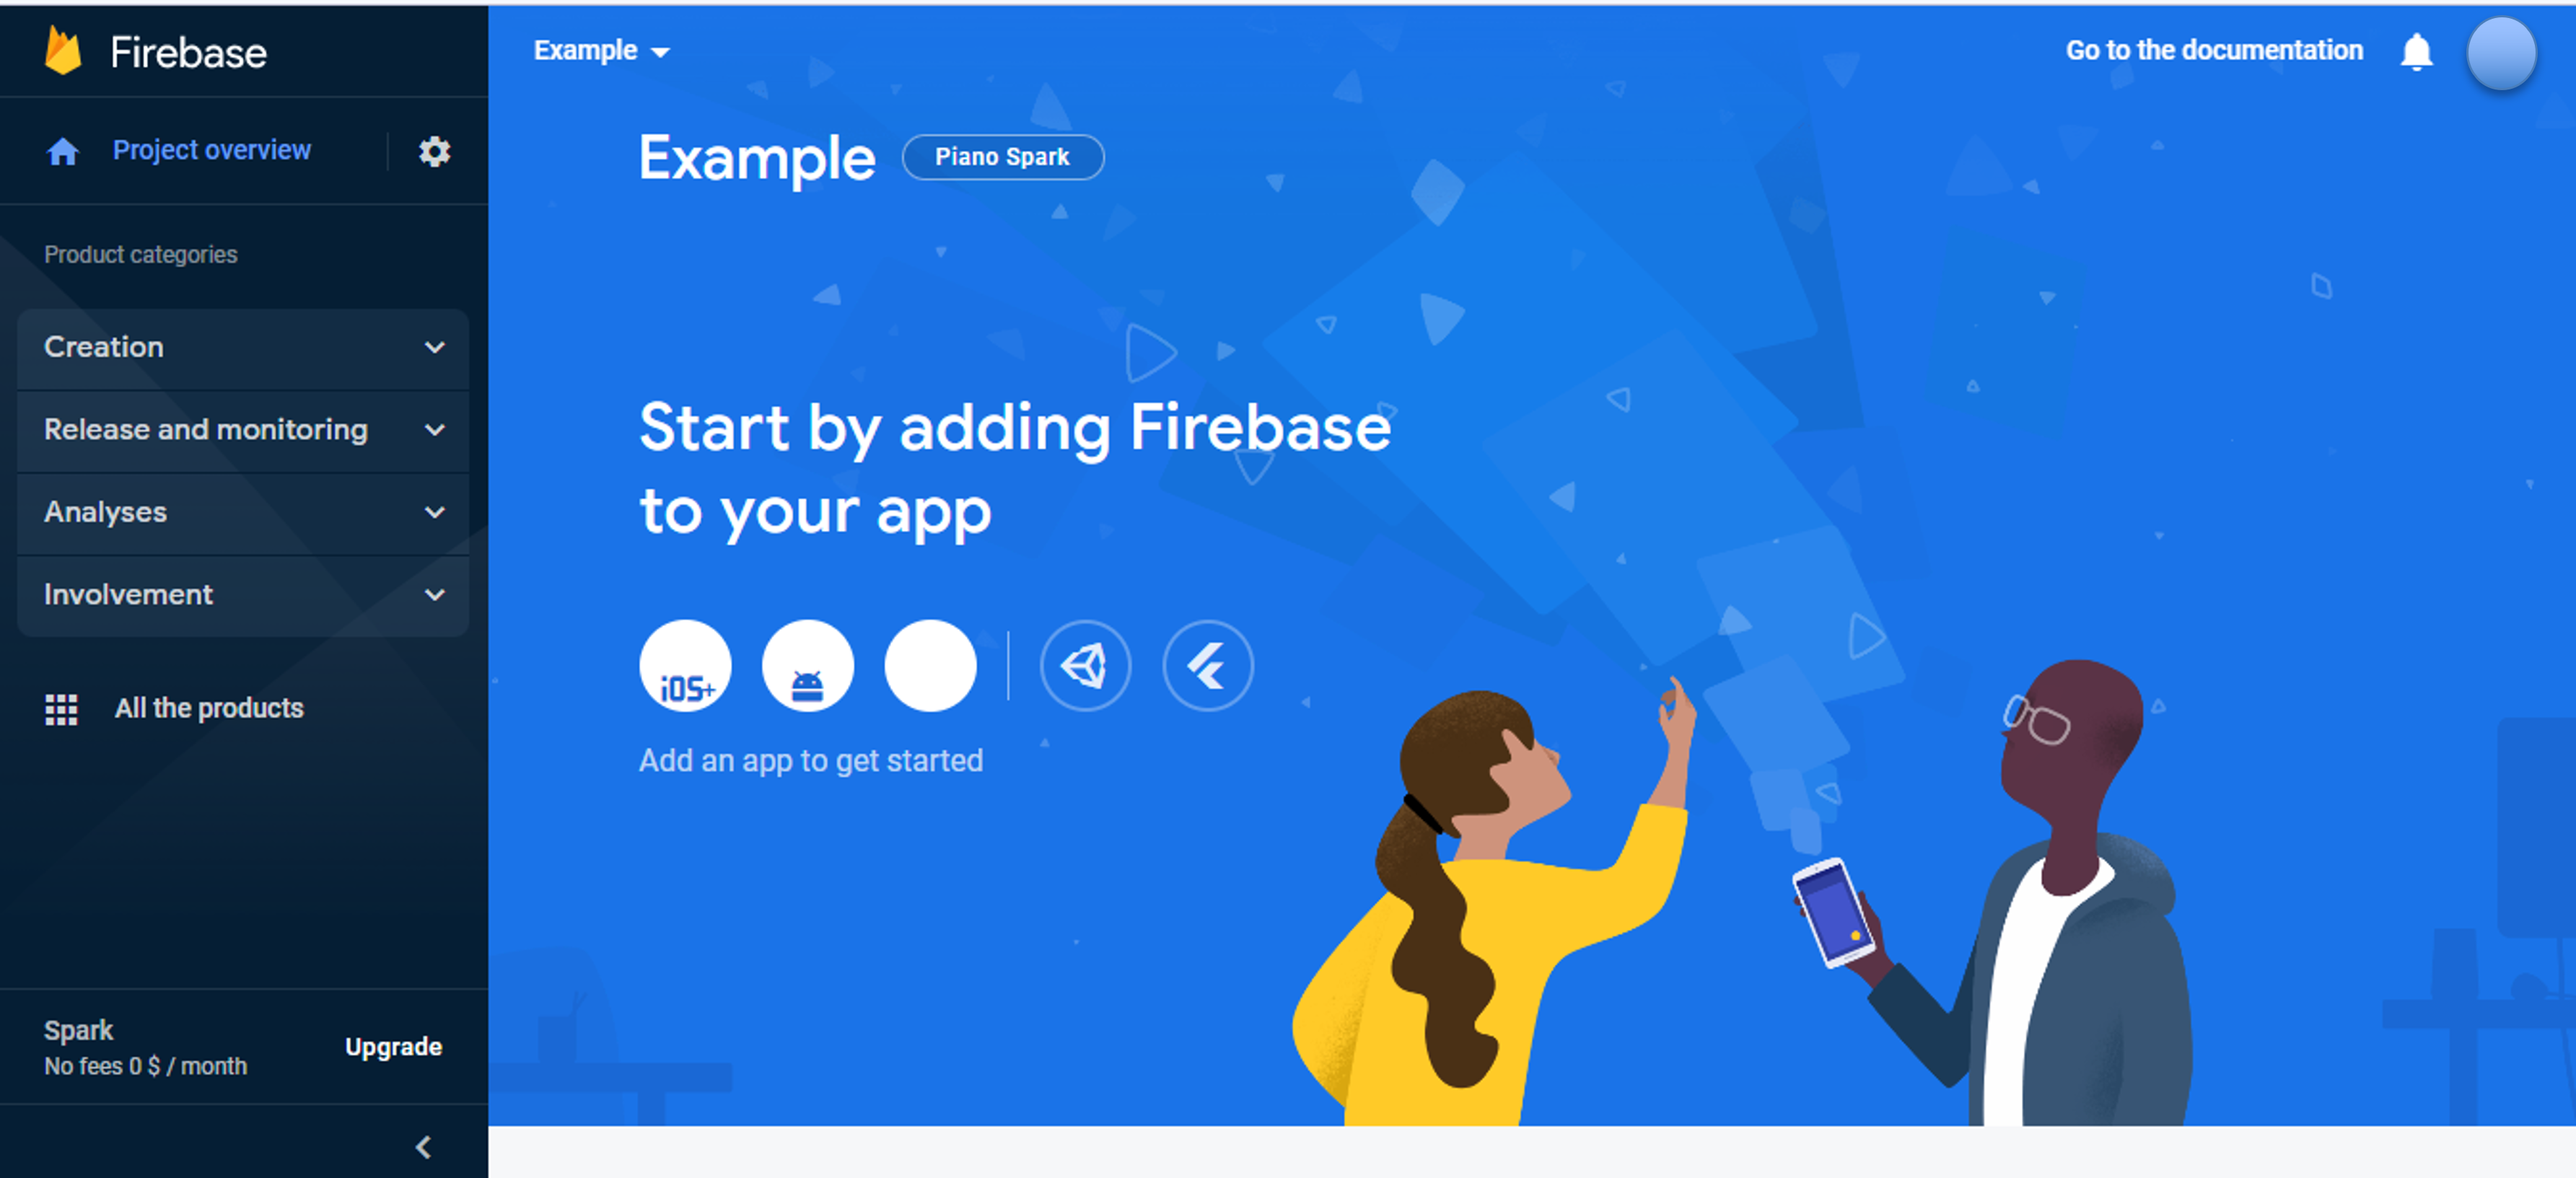 Firebase
Project overview
Product categories
Creation
Release and monitoring
Analyses
Involvement
All the products
Spark
No fees 0 $ / month
Upgrade
Example
Go to the documentation
Example
Piano Spark
Start by adding Firebase
to your app
iOS+
Add an app to get started